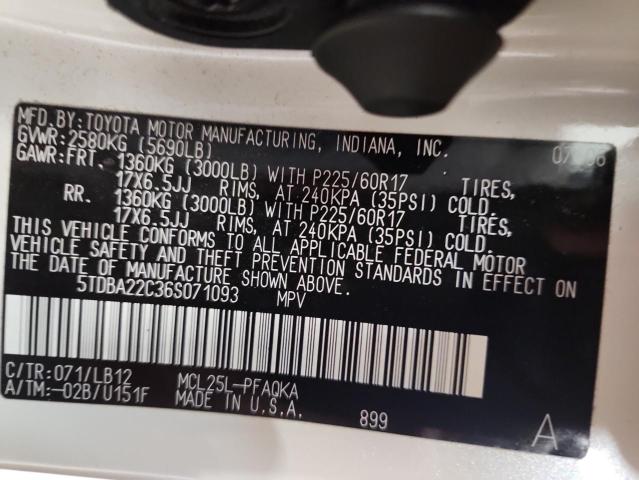 MFD. BY: TOYOTA MOTOR MANUFACTURING, INDIANA, INC.
GVWR: 2580KG (5690LB)
GAWR: FRT. 1360KG (3000LB) WITH P225/60R17 TIRES,
17X6.5JJ RIMS, AT 240KPA (35PSI) COLD.
RR. 1360KG (3000LB) WITH P225/60R17 TIRES,
17X6.5JJ RIMS, AT 240KPA (35PSI) COLD.
THIS VEHICLE CONFORMS TO ALL APPLICABLE FEDERAL MOTOR
VEHICLE SAFETY AND THEFT PREVENTION STANDARDS IN EFFECT ON
THE DATE OF MANUFACTURE SHOWN ABOVE.
5TDBA22C36S071093 MPV
C/TR: 071/LB12 MCL25L-PFAQKA
A/TM: -02B/U151F MADE IN U.S.A. 899 A